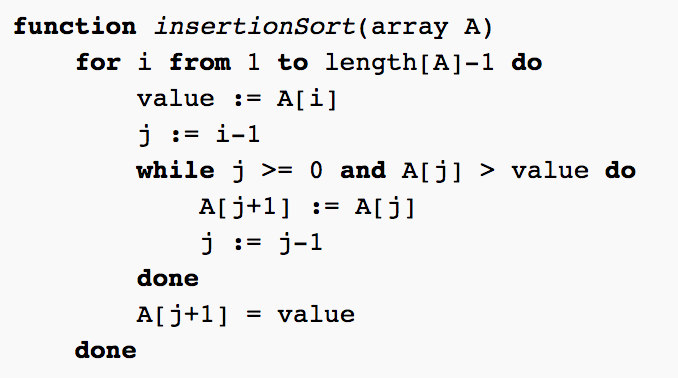 function insertionSort(array A)
    for i from 1 to length[A]-1 do
        value := A[i]
        j := i-1
        while j >= 0 and A[j] > value do
            A[j+1] := A[j]
            j := j-1
        done
        A[j+1] = value
    done